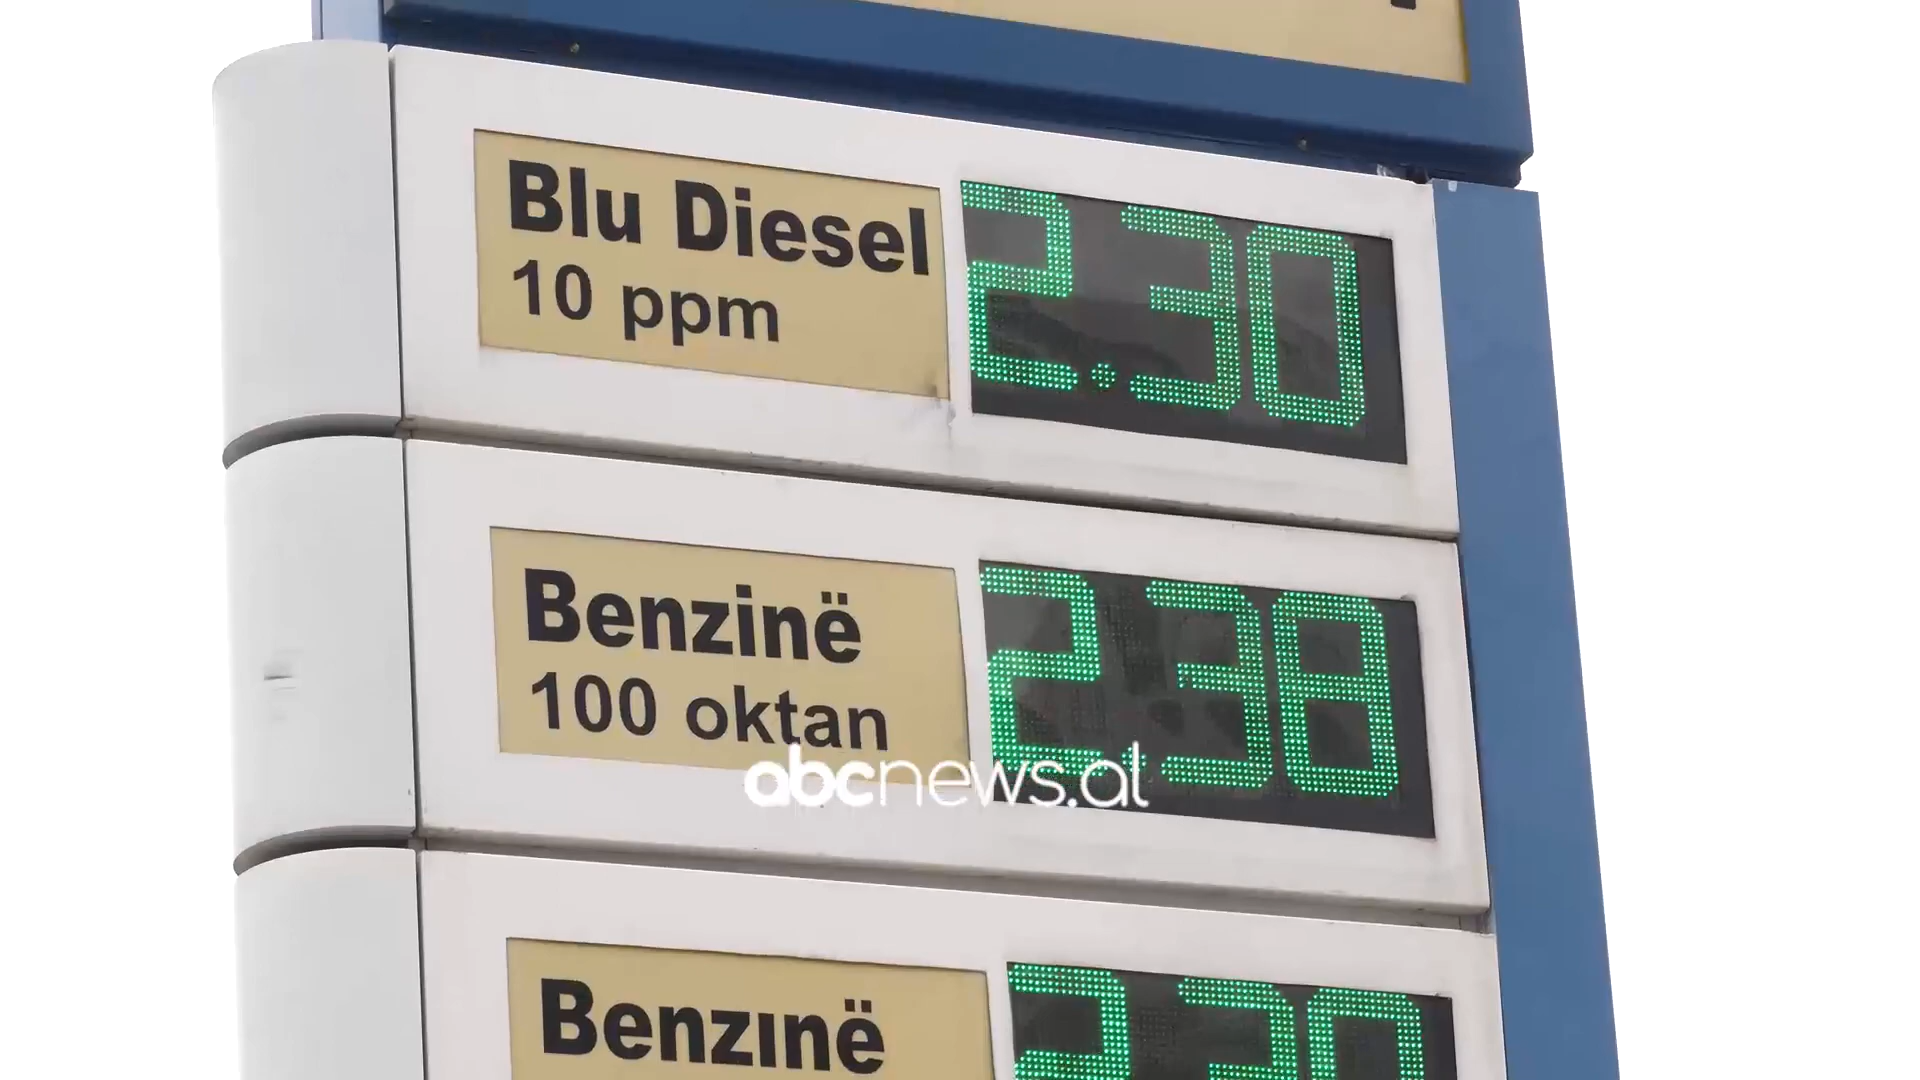 Blu Diesel
10 ppm
2.30
Benzinë
100 oktan
2.38
abcnews.al
Benzinë